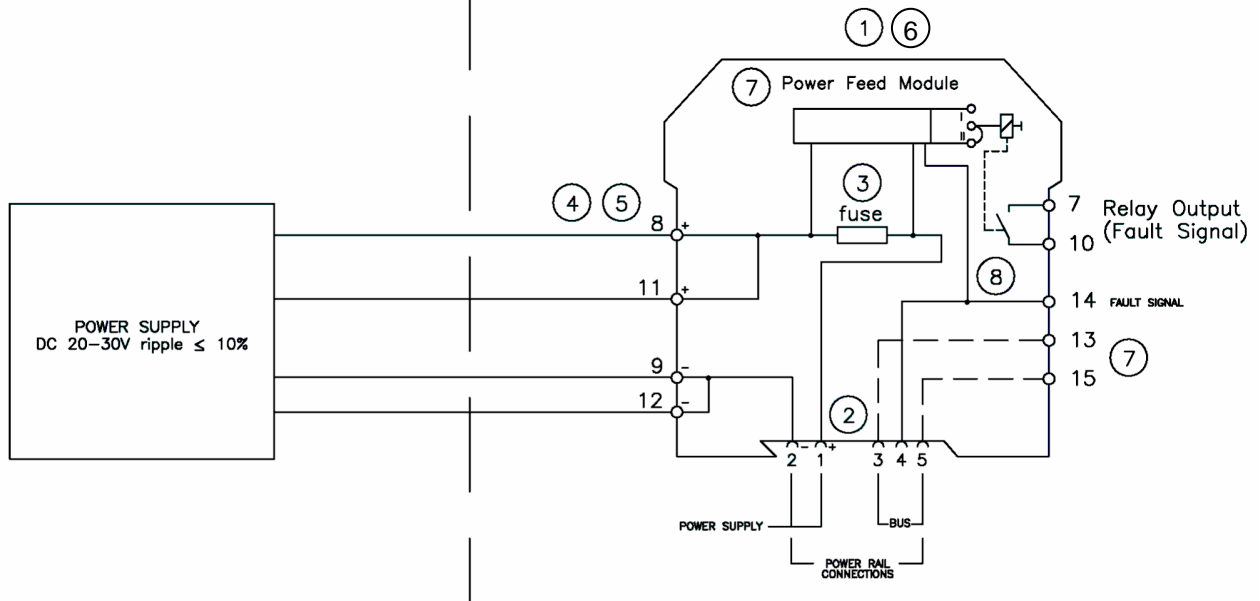 1 6
7 Power Feed Module
I
II
4 5
3
fuse
8 +
7 Relay Output
10 (Fault Signal)
11 +
8
14 FAULT SIGNAL
POWER SUPPLY
DC 20-30V ripple ≤ 10%
13
7
15
9 -
12 -
2
- +
2 1 3 4 5
POWER SUPPLY
BUS
POWER RAIL
CONNECTIONS